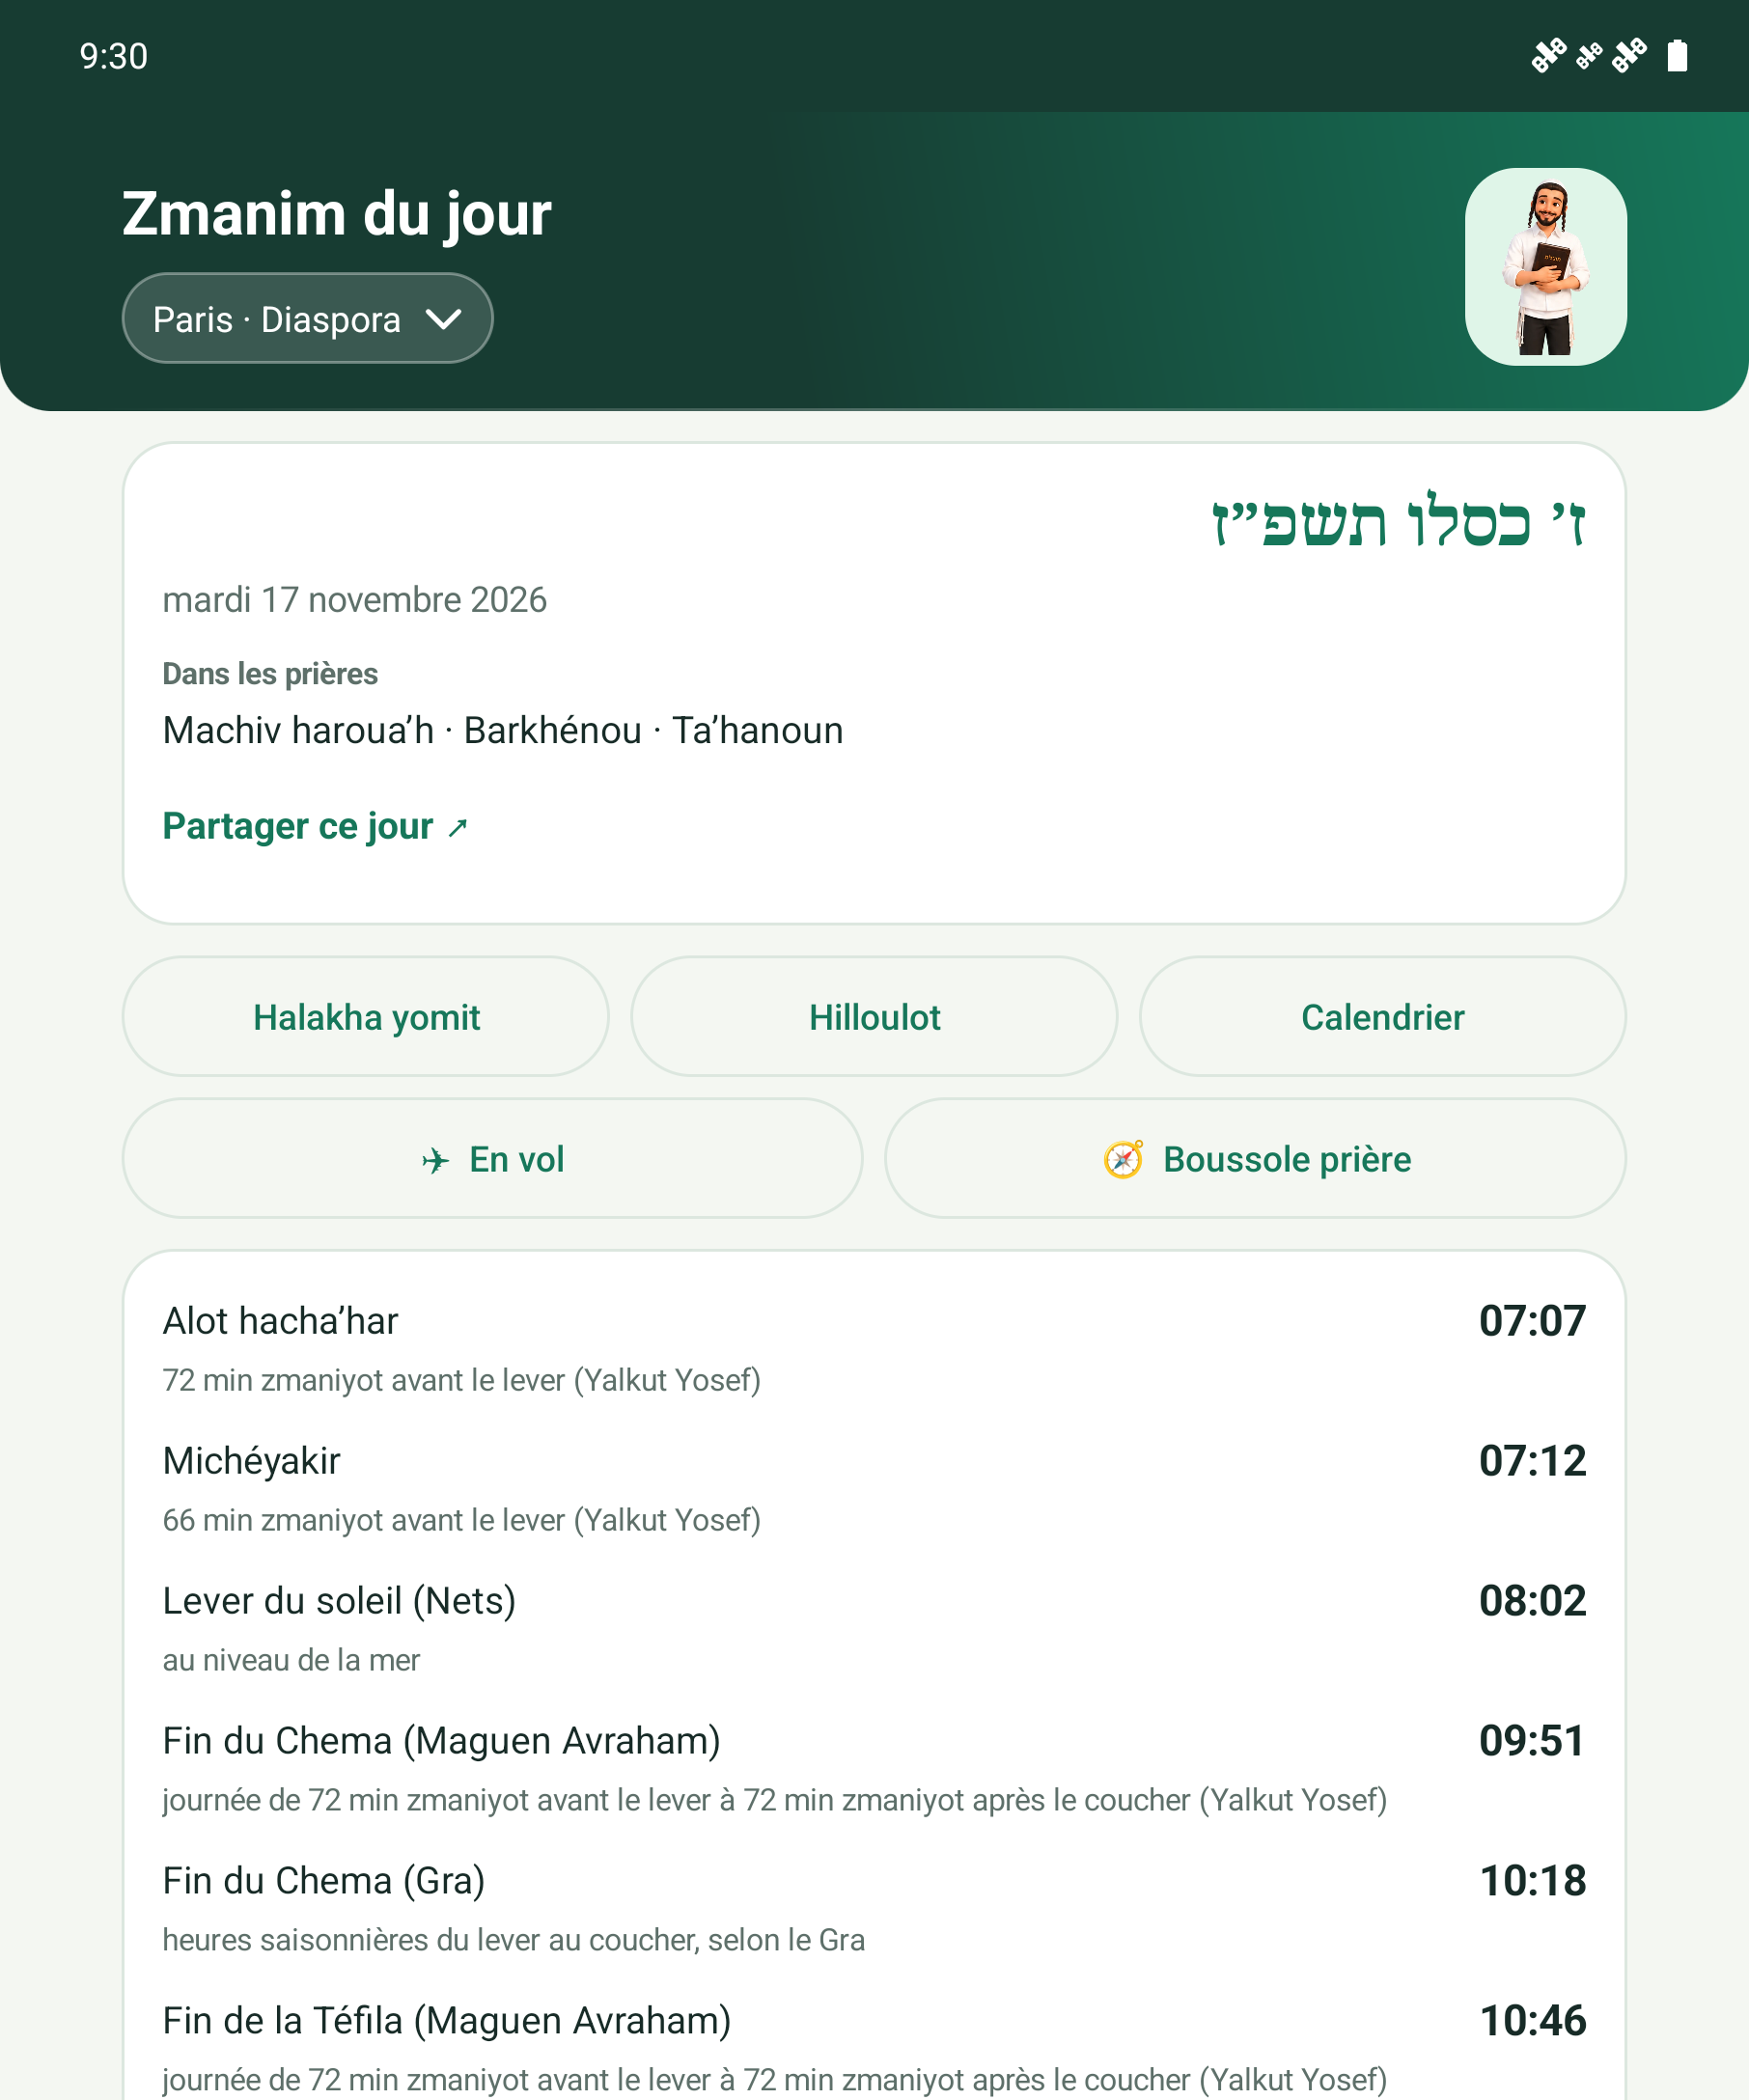 9:30
Zmanim du jour
Paris · Diaspora
ז׳ כסלו תשפ״ז
mardi 17 novembre 2026
Dans les prières
Machiv haroua’h · Barkhénou · Ta’hanoun
Partager ce jour ➚
Halakha yomit
Hilloulot
Calendrier
✈ En vol
🧭 Boussole prière
Alot hacha’har 07:07
72 min zmaniyot avant le lever (Yalkut Yosef)
Michéyakir 07:12
66 min zmaniyot avant le lever (Yalkut Yosef)
Lever du soleil (Nets) 08:02
au niveau de la mer
Fin du Chema (Maguen Avraham) 09:51
journée de 72 min zmaniyot avant le lever à 72 min zmaniyot après le coucher (Yalkut Yosef)
Fin du Chema (Gra) 10:18
heures saisonnières du lever au coucher, selon le Gra
Fin de la Téfila (Maguen Avraham) 10:46
journée de 72 min zmaniyot avant le lever à 72 min zmaniyot après le coucher (Yalkut Yosef)